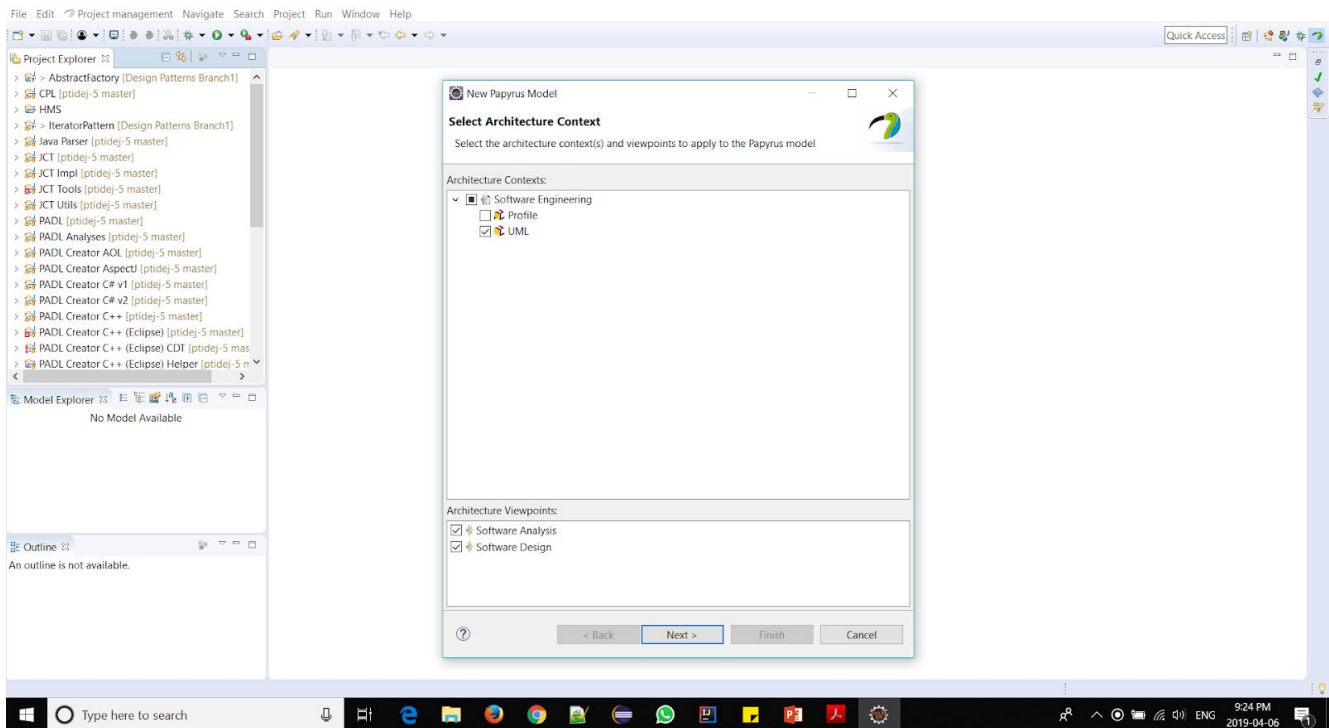 File Edit Project management Navigate Search Project Run Window Help
Quick Access
Project Explorer
> AbstractFactory [Design Patterns Branch1]
CPL [ptidej-5 master]
HMS
> IteratorPattern [Design Patterns Branch1]
Java Parser [ptidej-5 master]
JCT [ptidej-5 master]
JCT Impl [ptidej-5 master]
JCT Tools [ptidej-5 master]
JCT Utils [ptidej-5 master]
PADL [ptidej-5 master]
PADL Analyses [ptidej-5 master]
PADL Creator AOL [ptidej-5 master]
PADL Creator AspectJ [ptidej-5 master]
PADL Creator C# v1 [ptidej-5 master]
PADL Creator C# v2 [ptidej-5 master]
PADL Creator C++ [ptidej-5 master]
PADL Creator C++ (Eclipse) [ptidej-5 master]
PADL Creator C++ (Eclipse) CDT [ptidej-5 mas
PADL Creator C++ (Eclipse) Helper [ptidej-5 m
Model Explorer
No Model Available
Outline
An outline is not available.
New Papyrus Model
Select Architecture Context
Select the architecture context(s) and viewpoints to apply to the Papyrus model
Architecture Contexts:
Software Engineering
Profile
UML
Architecture Viewpoints:
Software Analysis
Software Design
< Back Next > Finish Cancel
Type here to search
ENG
9:24 PM
2019-04-06